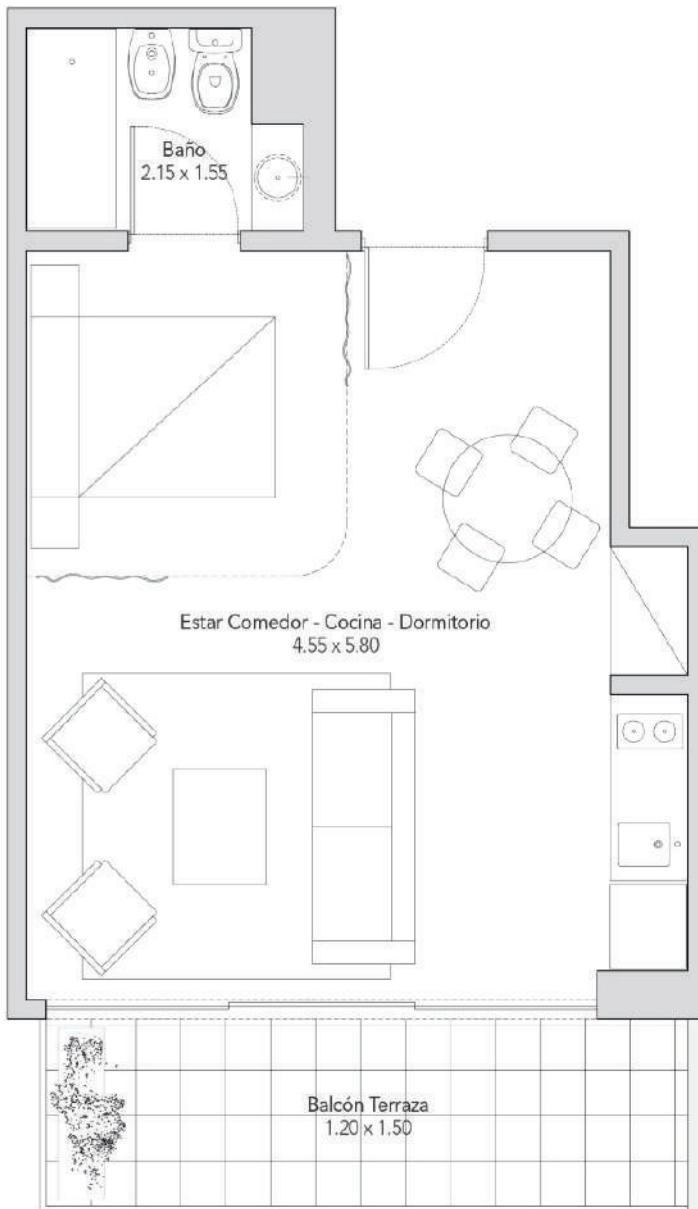 Baño
2.15 x 1.55
Estar Comedor - Cocina - Dormitorio
4.55 x 5.80
Balcón Terraza
1.20 x 1.50